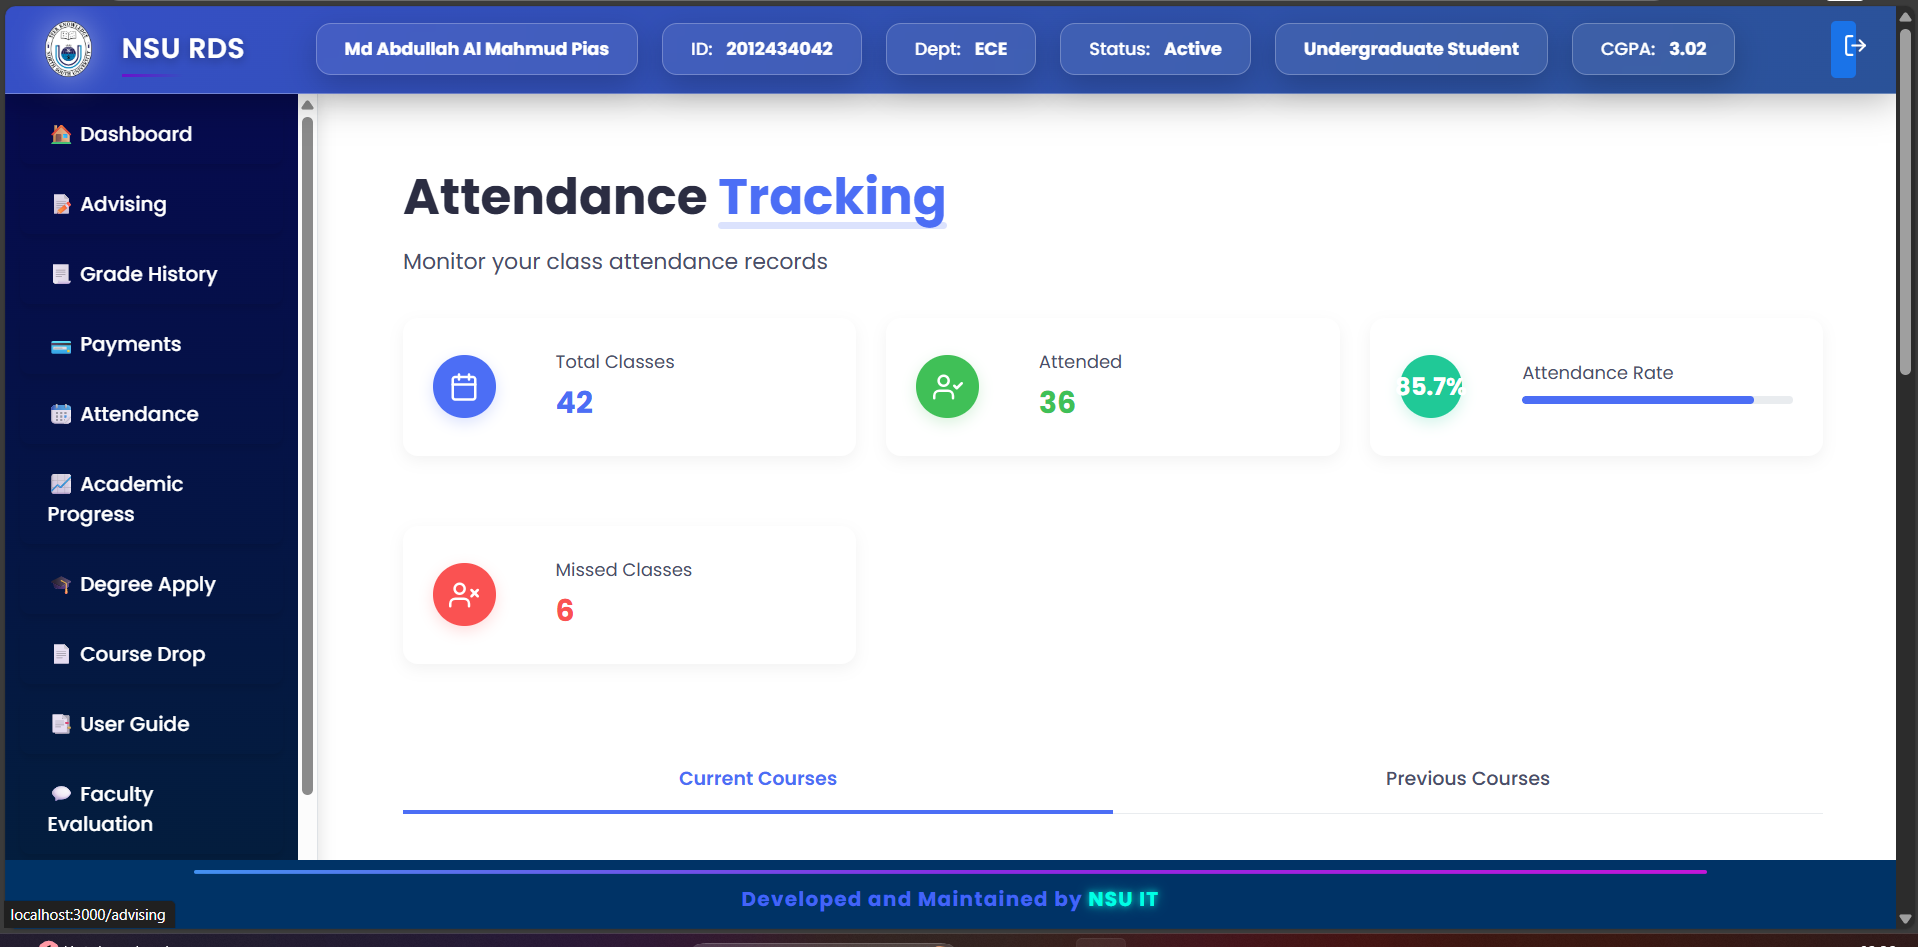 NSU RDS
Md Abdullah Al Mahmud Pias
ID: 2012434042
Dept: ECE
Status: Active
Undergraduate Student
CGPA: 3.02
Dashboard
Advising
Grade History
Payments
Attendance
Academic
Progress
Degree Apply
Course Drop
User Guide
Faculty
Evaluation
Attendance Tracking
Monitor your class attendance records
Total Classes
42
Attended
36
85.7%
Attendance Rate
Missed Classes
6
Current Courses
Previous Courses
Developed and Maintained by NSU IT
localhost:3000/advising